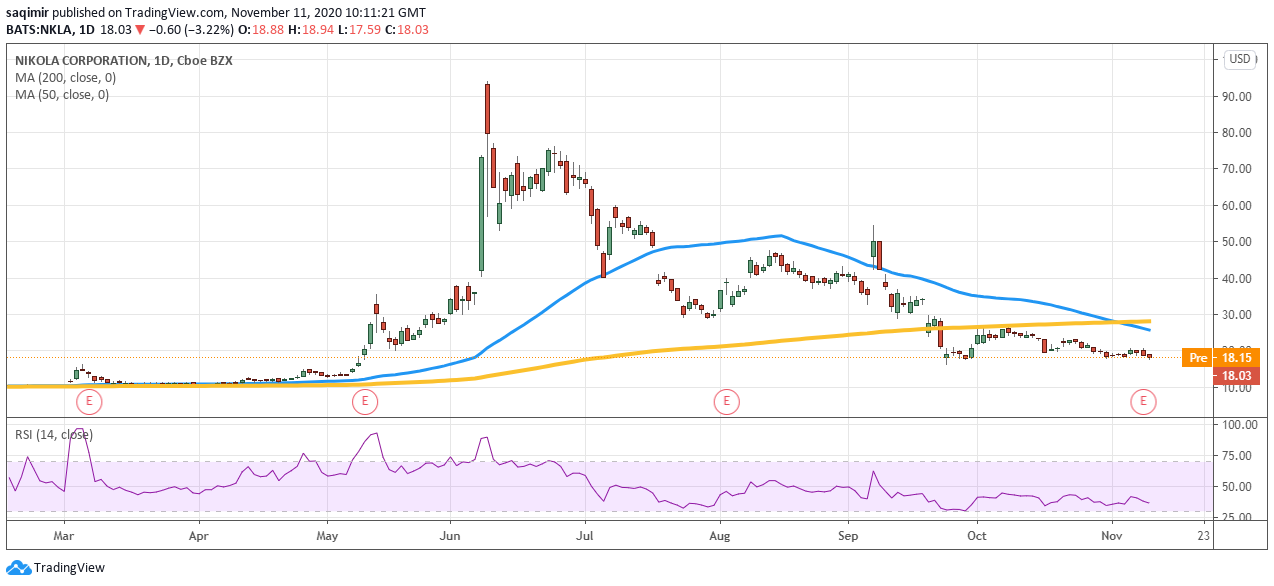 saqimir published on TradingView.com, November 11, 2020 10:11:21 GMT
BATS:NKLA, 1D 18.03 ▼ −0.60 (−3.22%) O:18.88 H:18.94 L:17.59 C:18.03
NIKOLA CORPORATION, 1D, Cboe BZX
MA (200, close, 0)
MA (50, close, 0)
USD
90.00
80.00
70.00
60.00
50.00
40.00
30.00
Pre 18.15
18.03
10.00
E E E E
RSI (14, close)
100.00
75.00
50.00
25.00
Mar Apr May Jun Jul Aug Sep Oct Nov 23
TradingView